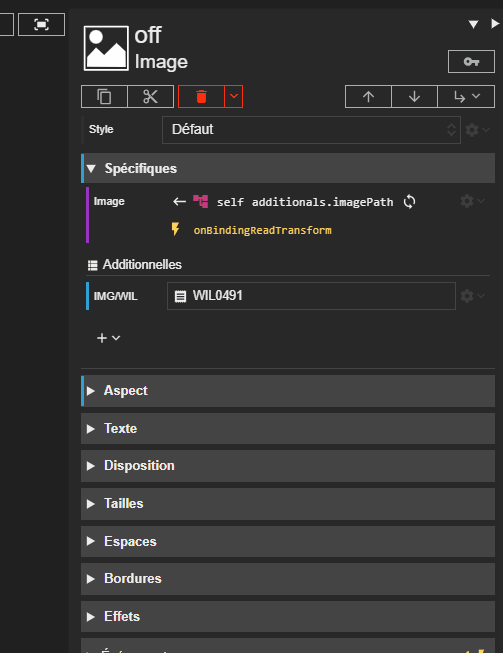 off
Image
Style
Défaut
Spécifiques
Image
self additionals.imagePath
onBindingReadTransform
Additionnelles
IMG/WIL
WIL0491
Aspect
Texte
Disposition
Tailles
Espaces
Bordures
Effets